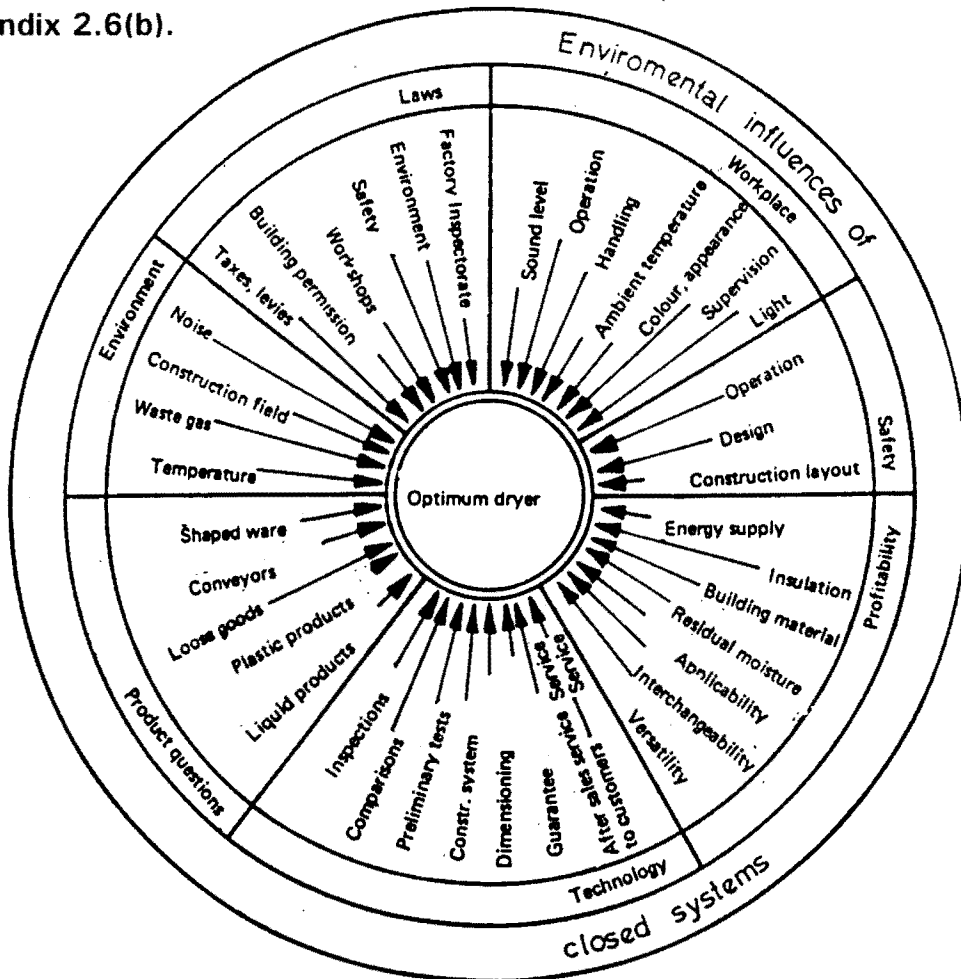 ndix 2.6(b).
Enviromental influences of
closed systems
Laws
Taxes, levies
Building permission
Workshops
Safety
Environment
Factory Inspectorate
Workplace
Sound level
Operation
Handling
Ambient temperature
Colour, appearance
Supervision
Light
Safety
Operation
Design
Construction layout
Profitability
Energy supply
Insulation
Building material
Residual moisture
Applicability
Interchangeability
Versatility
Technology
Service
Service
After sales service
to customers
Guarantee
Dimensioning
Constr. system
Preliminary tests
Comparisons
Inspections
Product questions
Liquid products
Plastic products
Loose goods
Conveyors
Shaped ware
Environment
Temperature
Waste gas
Construction field
Noise
Optimum dryer